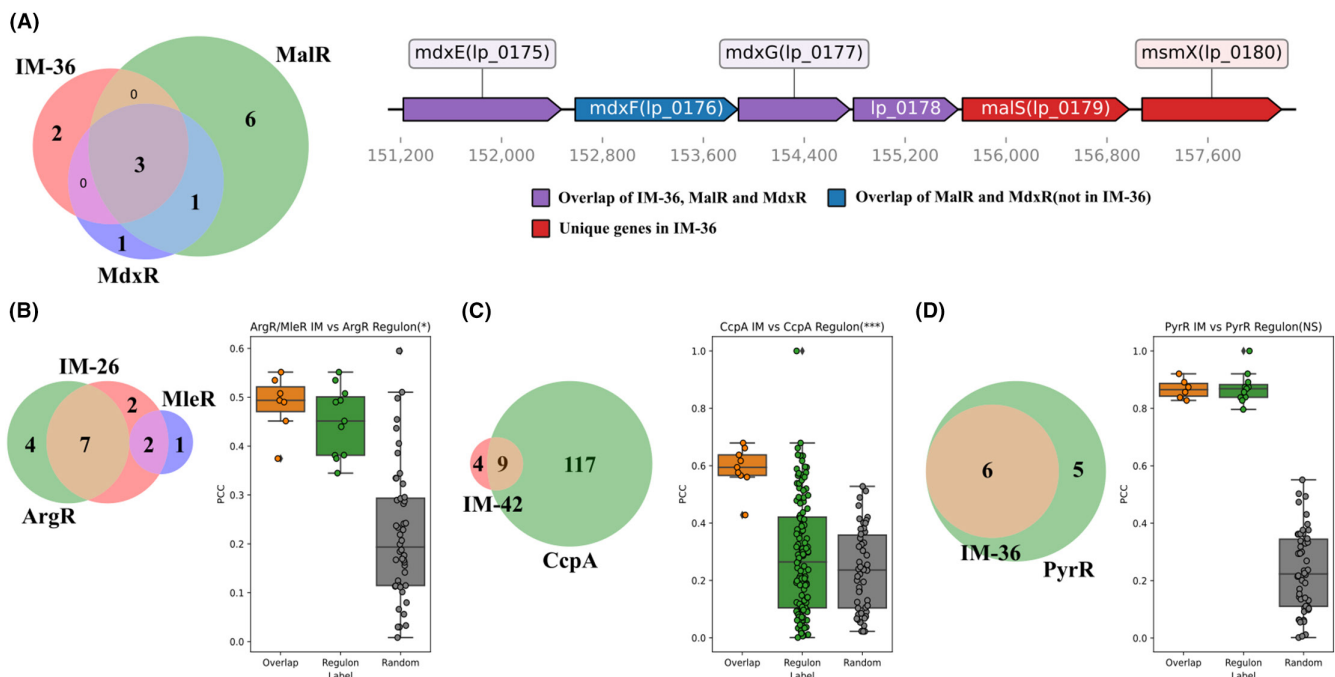 (A)
IM-36
MalR
0
2
6
3
0
1
1
MdxR
mdxE(lp_0175)
mdxG(lp_0177)
msmX(lp_0180)
mdxF(lp_0176)
lp_0178
malS(lp_0179)
151,200
152,000
152,800
153,600
154,400
155,200
156,000
156,800
157,600
Overlap of IM-36, MalR and MdxR
Overlap of MalR and MdxR(not in IM-36)
Unique genes in IM-36
(B)
IM-26
MleR
4
7
2
2
1
ArgR
ArgR/MleR IM vs ArgR Regulon(*)
PCC
0.6
0.5
0.4
0.3
0.2
0.1
0.0
Overlap
Regulon
Random
Label
(C)
4
9
117
IM-42
CcpA
CcpA IM vs CcpA Regulon(***)
PCC
1.0
0.8
0.6
0.4
0.2
0.0
Overlap
Regulon
Random
Label
(D)
6
5
IM-36
PyrR
PyrR IM vs PyrR Regulon(NS)
PCC
1.0
0.8
0.6
0.4
0.2
0.0
Overlap
Regulon
Random
Label